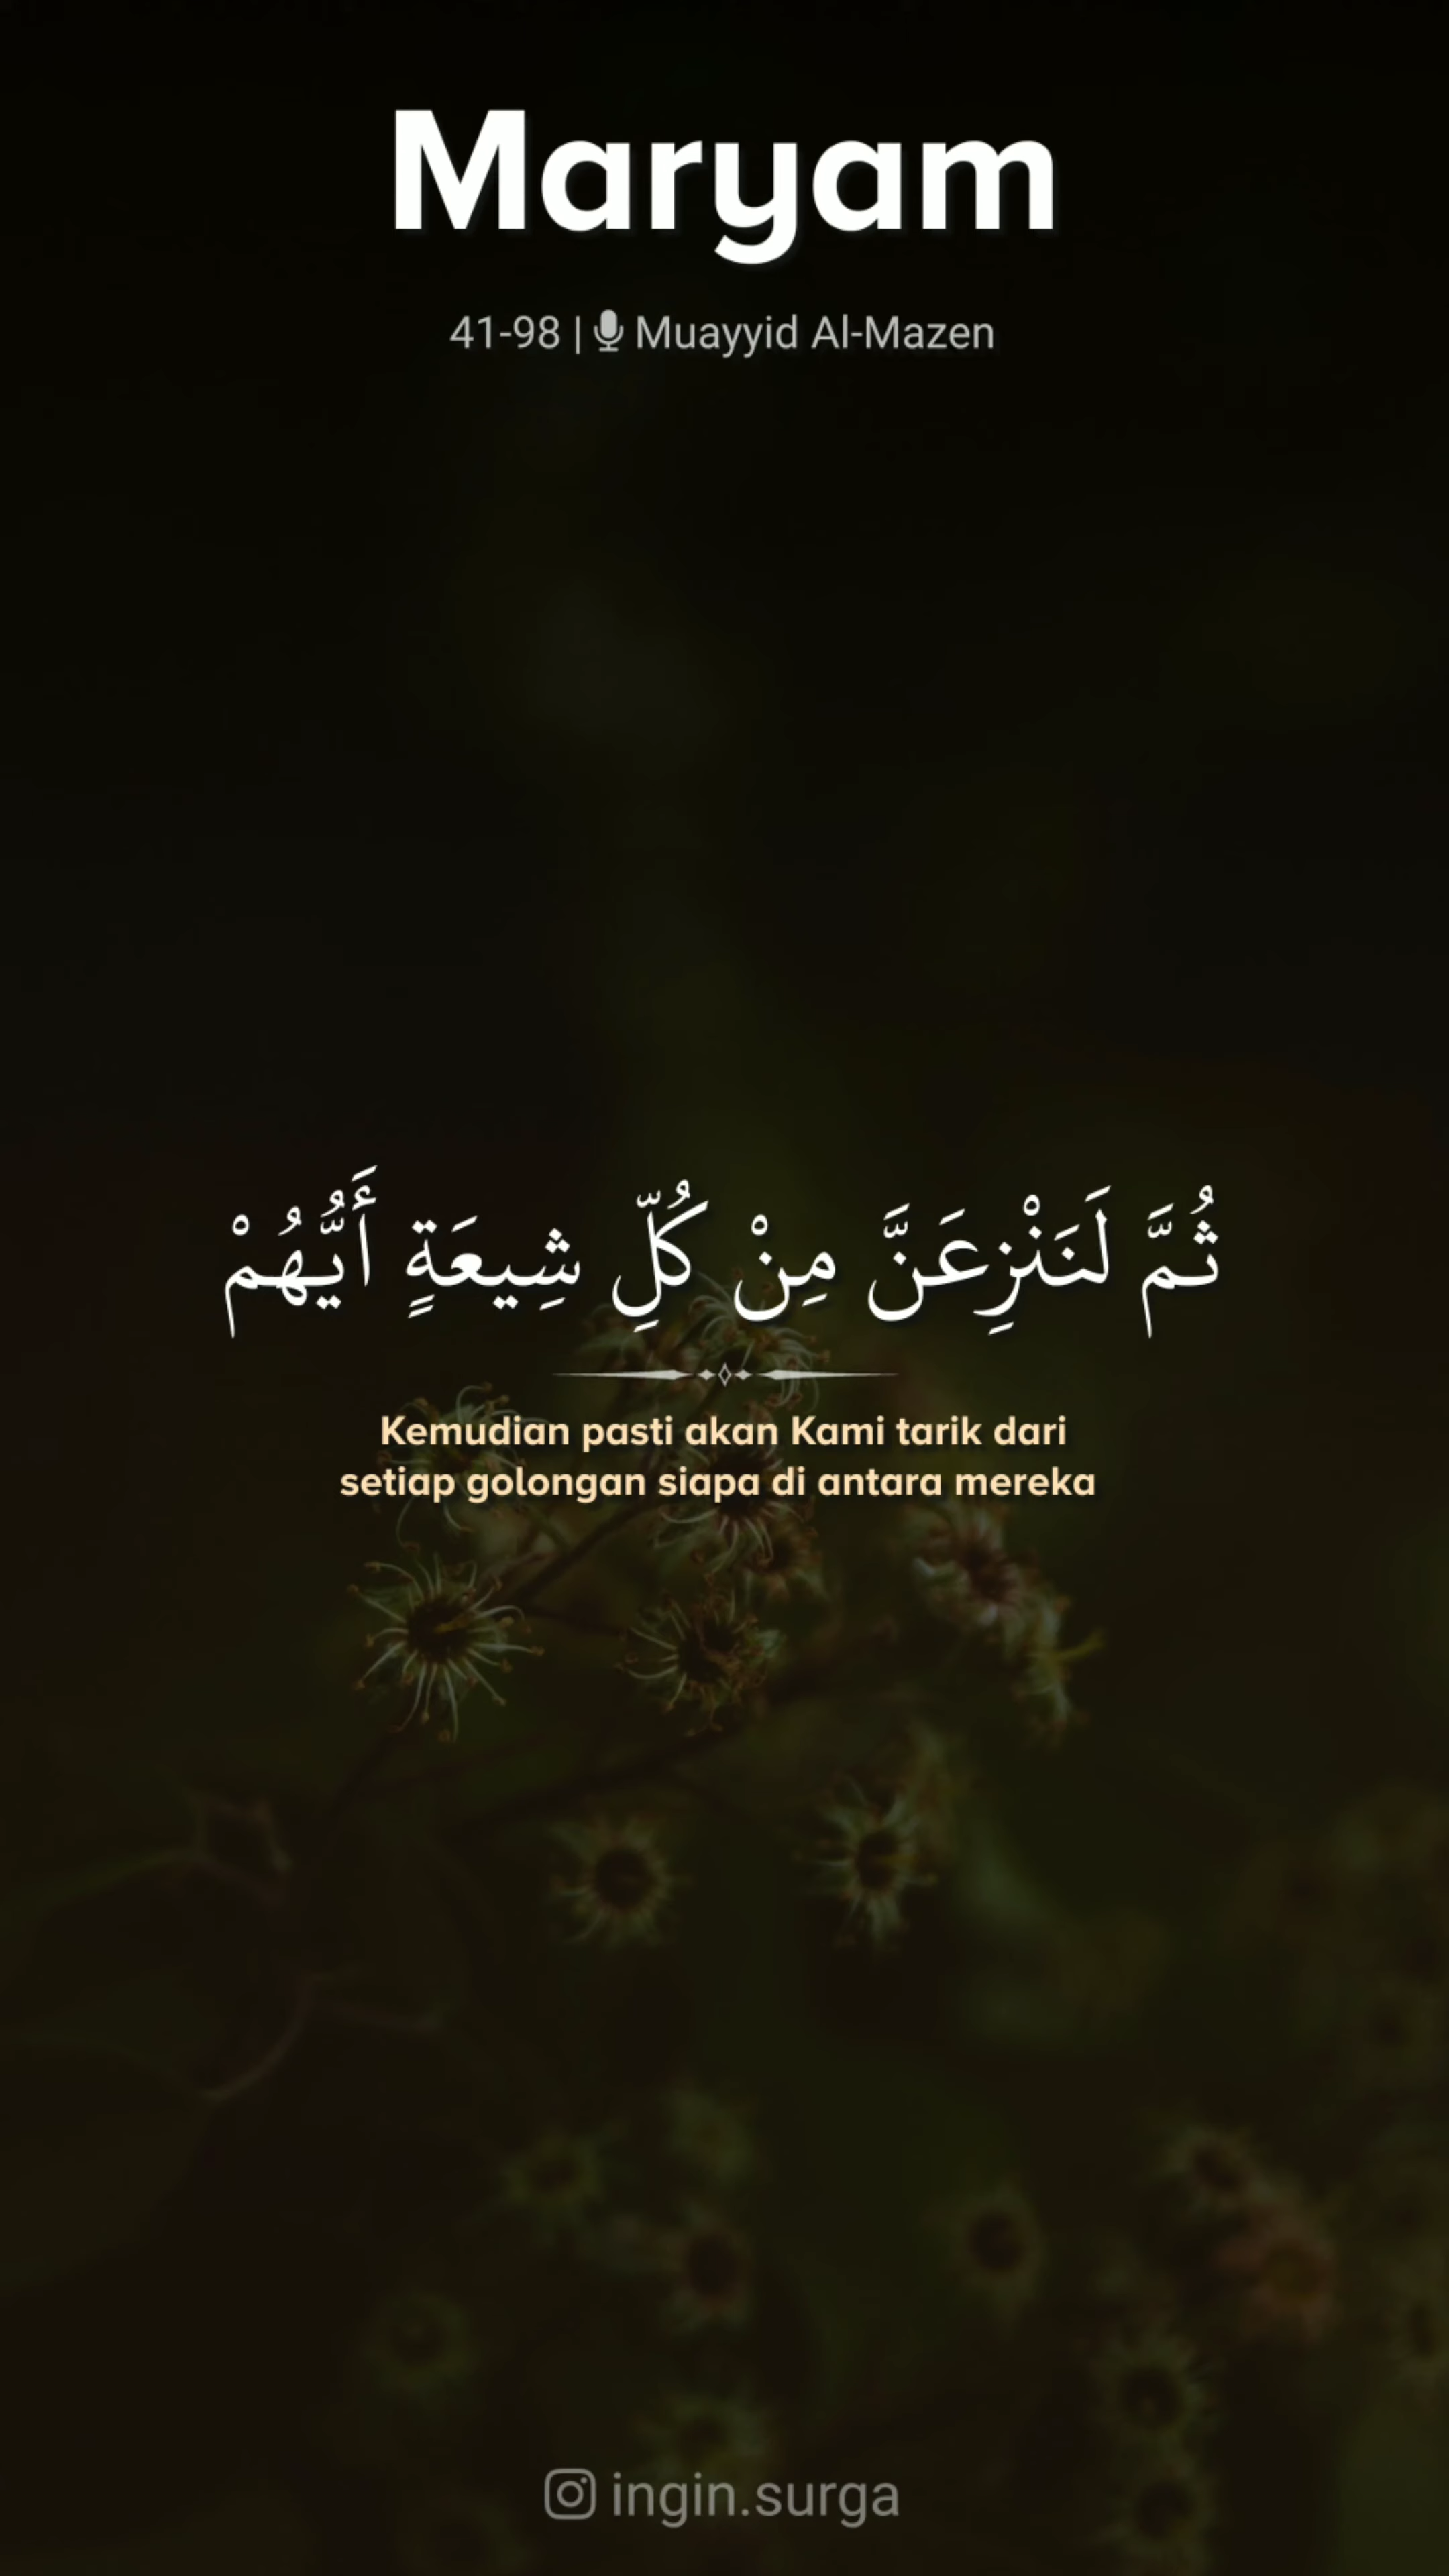 Maryam
41-98 | Muayyid Al-Mazen
ثُمَّ لَنَنْزِعَنَّ مِنْ كُلِّ شِيعَةٍ أَيُّهُمْ
Kemudian pasti akan Kami tarik dari
setiap golongan siapa di antara mereka
ingin.surga